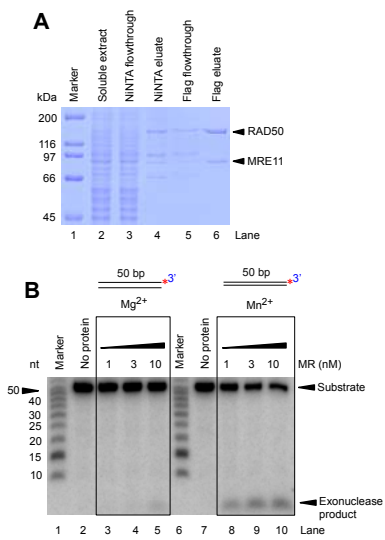 A
Marker
Soluble extract
NiNTA flowthrough
NiNTA eluate
Flag flowthrough
Flag eluate
kDa
200
116
97
66
45
RAD50
MRE11
1 2 3 4 5 6 Lane
B
50 bp
*3'
Mg2+
50 bp
*3'
Mn2+
Marker
No protein
Marker
No protein
nt 1 3 10 1 3 10 MR (nM)
50
40
30
20
15
10
Substrate
Exonuclease
product
1 2 3 4 5 6 7 8 9 10 Lane